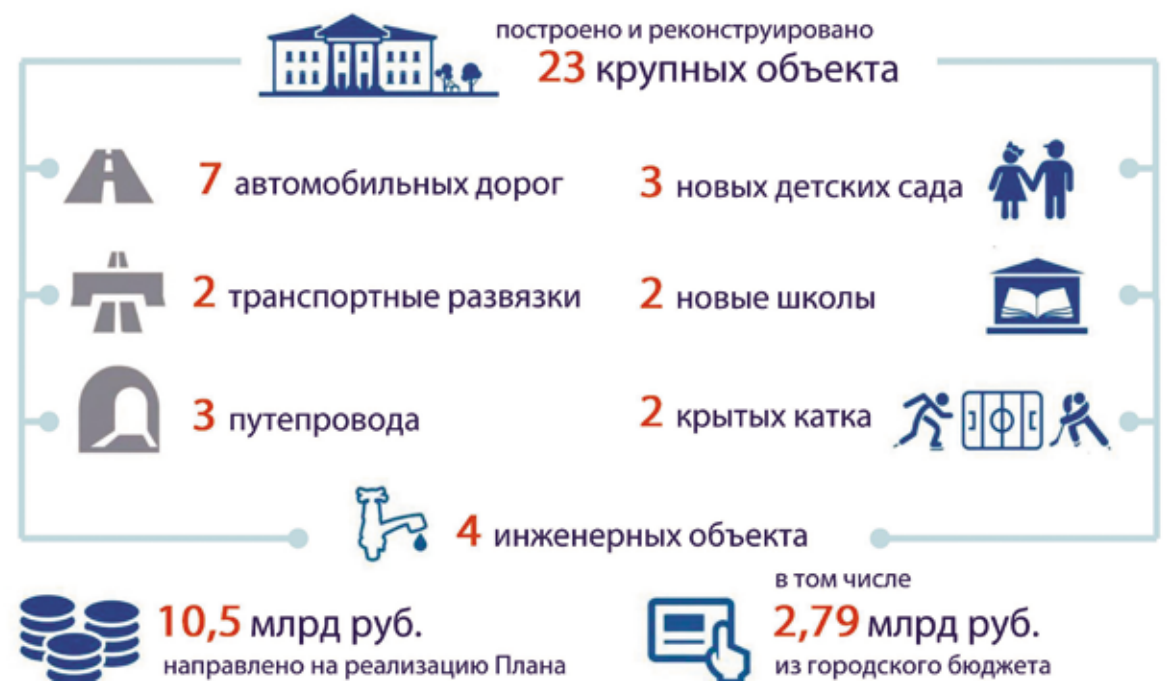 построено и реконструировано
23 крупных объекта
7 автомобильных дорог
3 новых детских сада
2 транспортные развязки
2 новые школы
3 путепровода
2 крытых катка
4 инженерных объекта
10,5 млрд руб.
направлено на реализацию Плана
в том числе
2,79 млрд руб.
из городского бюджета